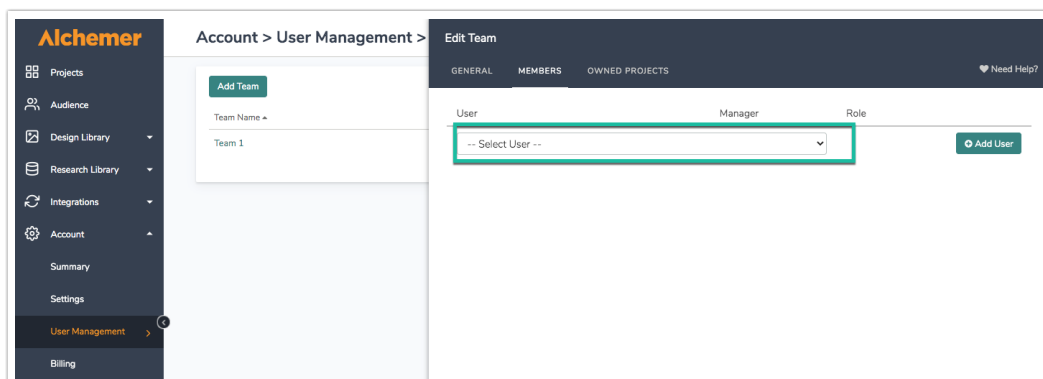 Alchemer
Projects
Audience
Design Library
Research Library
Integrations
Account
Summary
Settings
User Management
Billing
Account > User Management >
Add Team
Team Name
Team 1
Edit Team
GENERAL MEMBERS OWNED PROJECTS
Need Help?
User Manager Role
-- Select User --
Add User